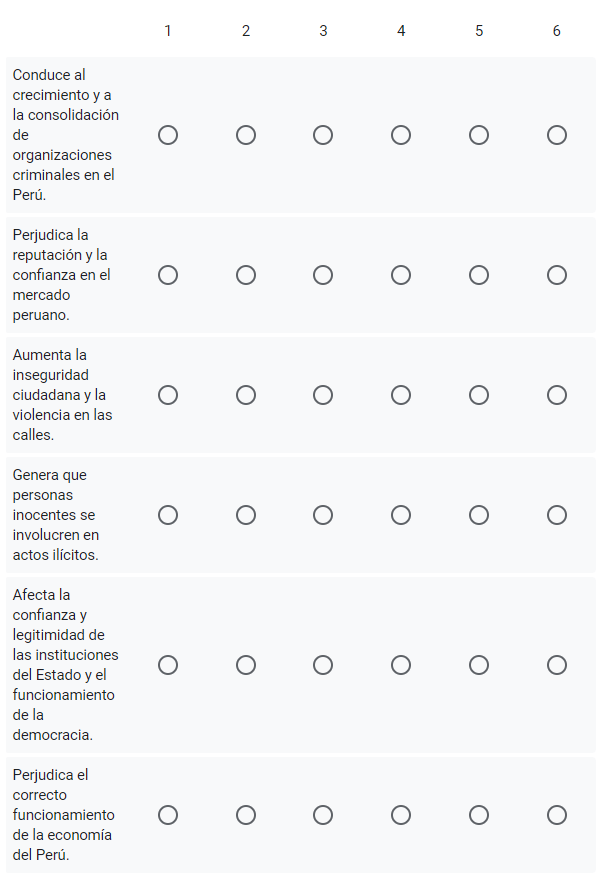 1 2 3 4 5 6
Conduce al
crecimiento y a
la consolidación
de
organizaciones
criminales en el
Perú.
Perjudica la
reputación y la
confianza en el
mercado
peruano.
Aumenta la
inseguridad
ciudadana y la
violencia en las
calles.
Genera que
personas
inocentes se
involucren en
actos ilícitos.
Afecta la
confianza y
legitimidad de
las instituciones
del Estado y el
funcionamiento
de la
democracia.
Perjudica el
correcto
funcionamiento
de la economía
del Perú.